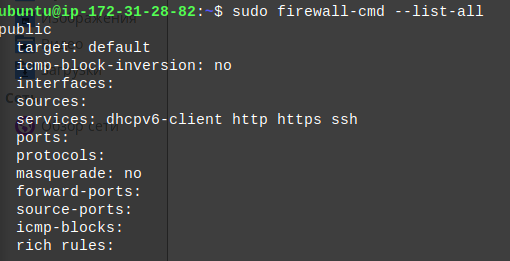 ubuntu@ip-172-31-28-82:~$ sudo firewall-cmd --list-all
public
  target: default
  icmp-block-inversion: no
  interfaces:
  sources:
  services: dhcpv6-client http https ssh
  ports:
  protocols:
  masquerade: no
  forward-ports:
  source-ports:
  icmp-blocks:
  rich rules:
Обзор сети